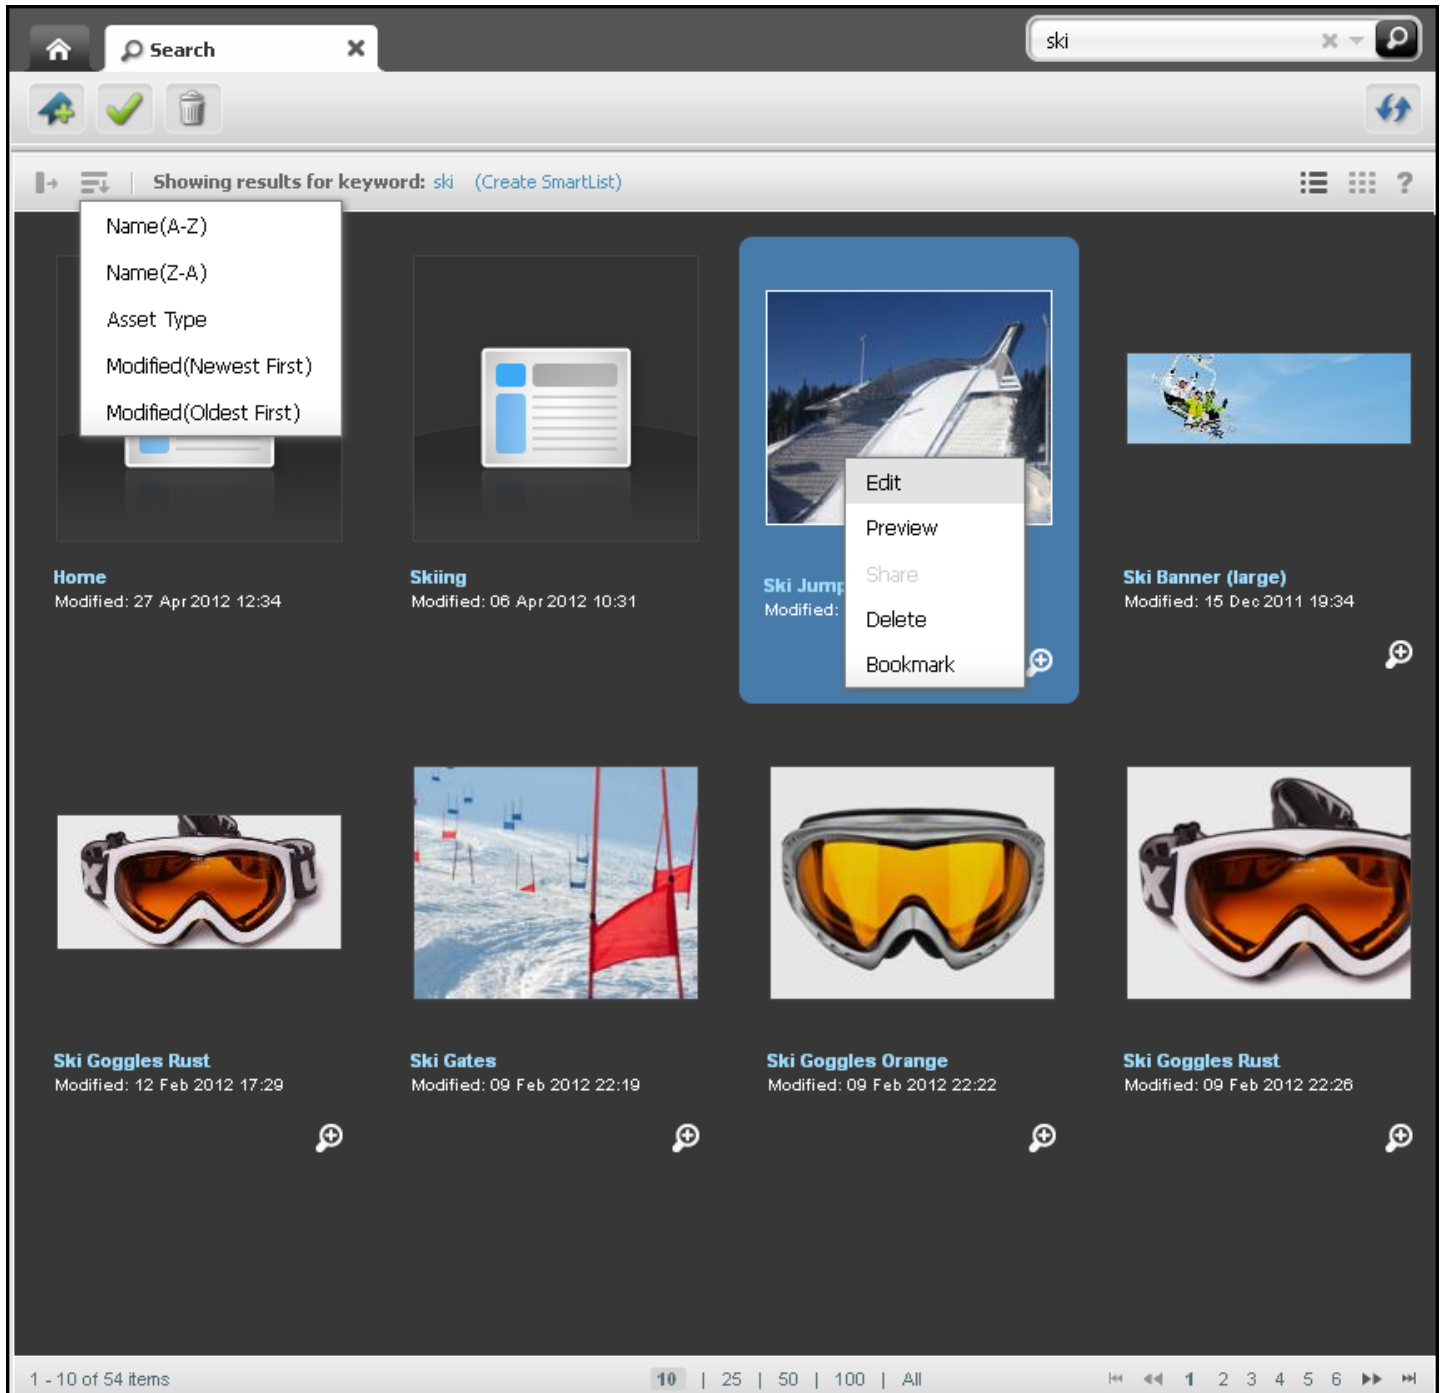 Search
ski
Showing results for keyword: ski (Create SmartList)
?
Name(A-Z)
Name(Z-A)
Asset Type
Modified(Newest First)
Modified(Oldest First)
Edit
Preview
Share
Delete
Bookmark
Home
Modified: 27 Apr 2012 12:34
Skiing
Modified: 06 Apr 2012 10:31
Ski Jump
Modified:
Ski Banner (large)
Modified: 15 Dec 2011 19:34
Ski Goggles Rust
Modified: 12 Feb 2012 17:29
Ski Gates
Modified: 09 Feb 2012 22:19
Ski Goggles Orange
Modified: 09 Feb 2012 22:22
Ski Goggles Rust
Modified: 09 Feb 2012 22:26
1 - 10 of 54 items
10 | 25 | 50 | 100 | All
1 2 3 4 5 6